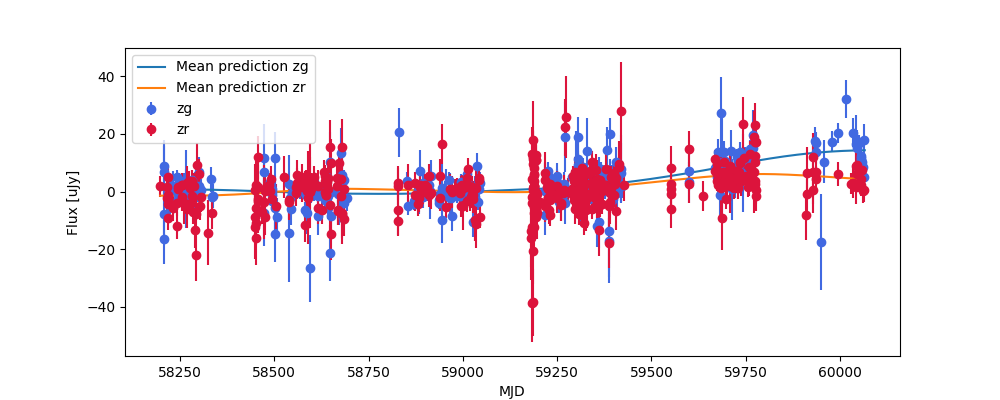 Mean prediction zg
Mean prediction zr
zg
zr
40
20
0
−20
−40
Flux [uJy]
58250
58500
58750
59000
59250
59500
59750
60000
MJD